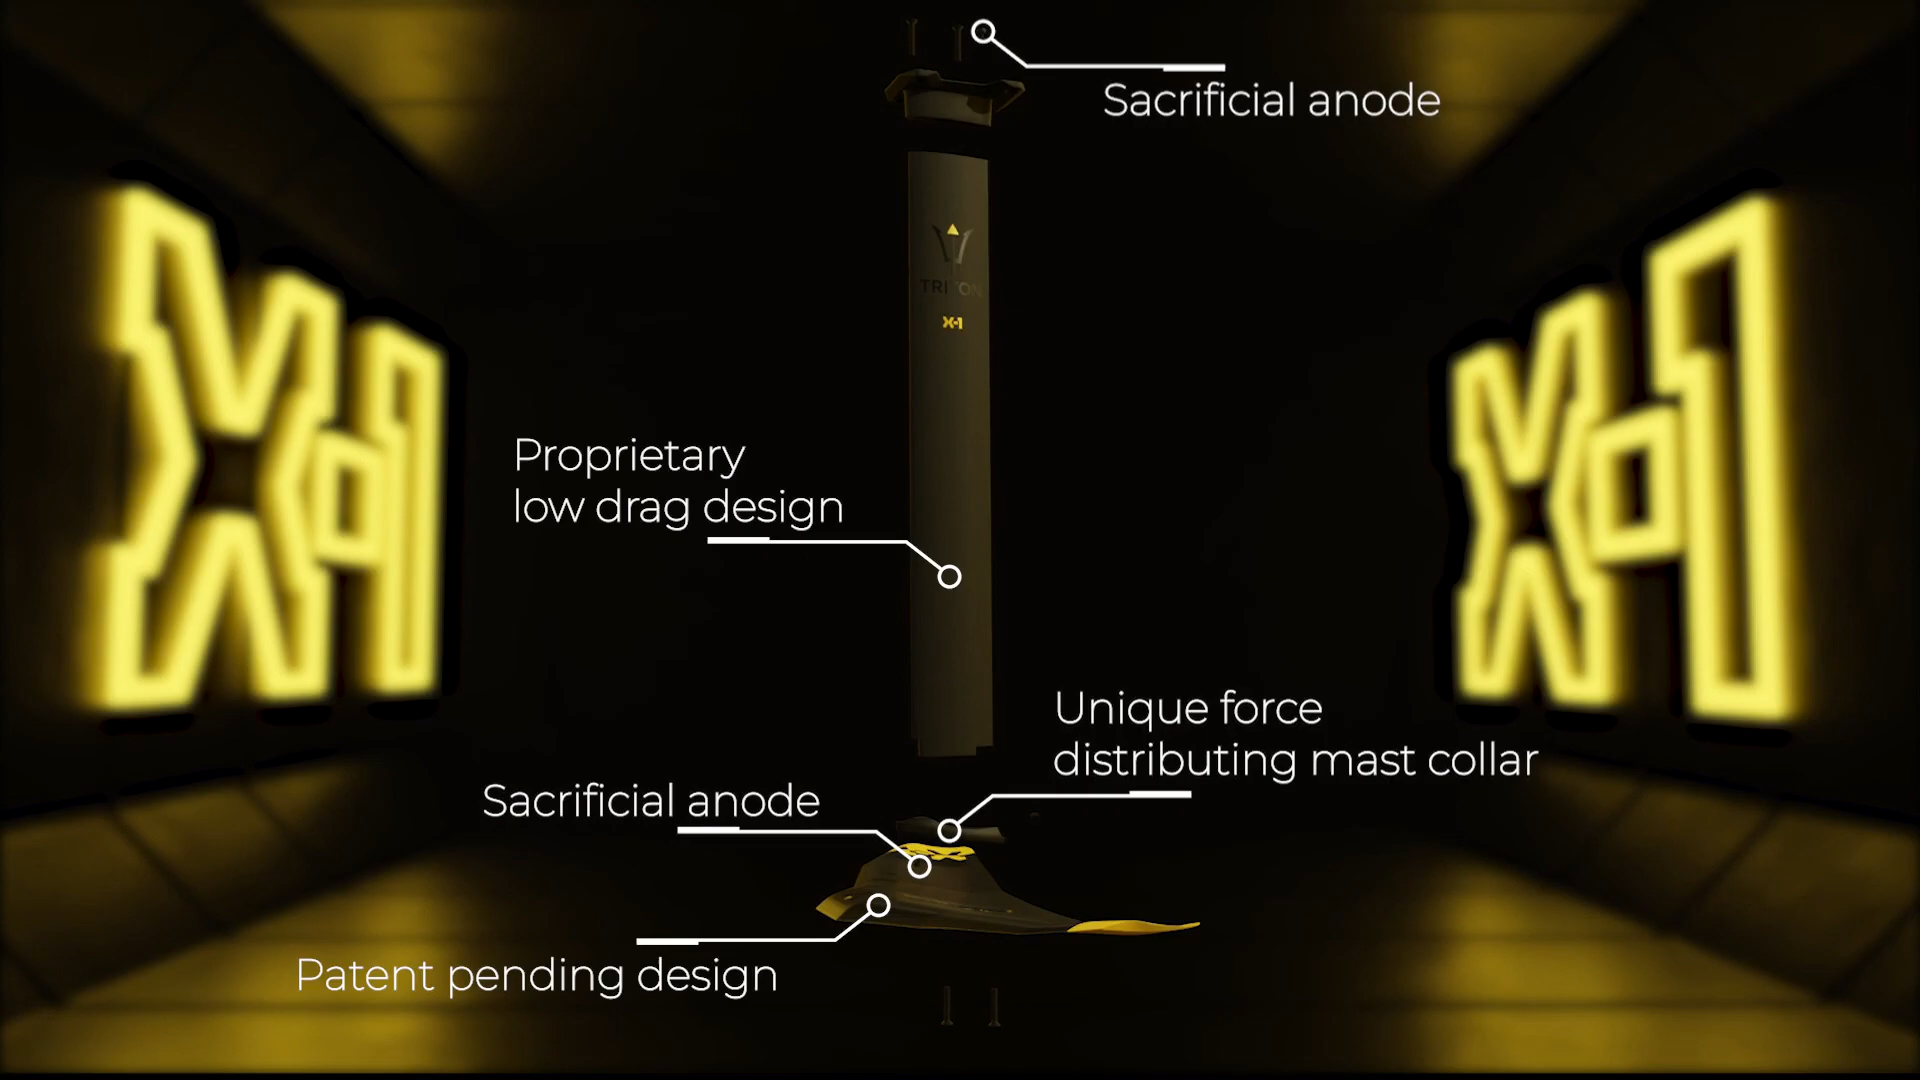 Sacrificial anode
X-1
X-1
TRITON
X-1
Proprietary
low drag design
Unique force
distributing mast collar
Sacrificial anode
Patent pending design